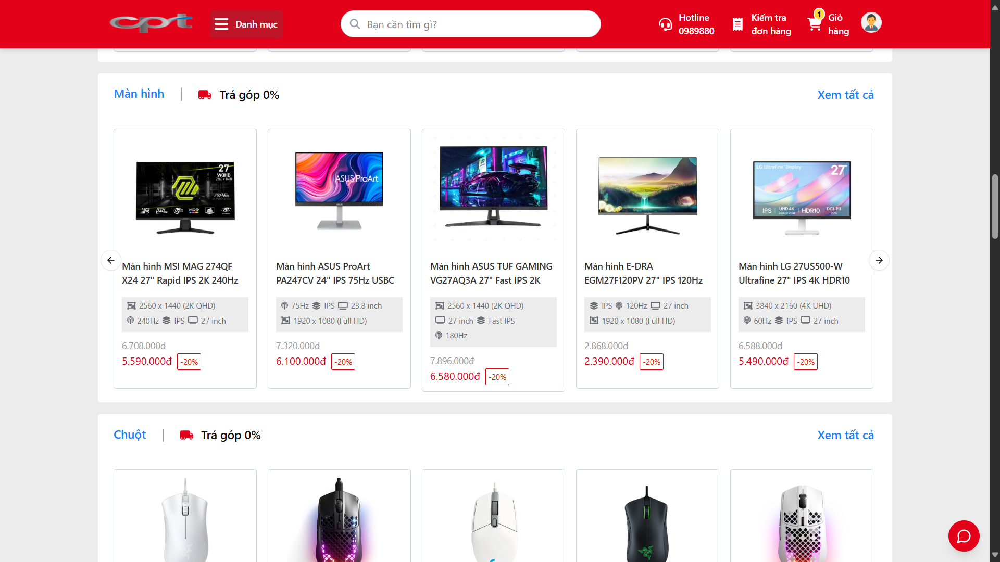 cpt
Danh mục
Bạn cần tìm gì?
Hotline
0989880
Kiểm tra
đơn hàng
1
Giỏ
hàng
Màn hình
Trả góp 0%
Xem tất cả
27
WQHD
2560 x 1440
MAG
240Hz
HDR
ASUS ProArt
LG UltraFine Display
27"
IPS
UHD 4K
3840 x 2160
HDR10
DCI-P3
90%
Màn hình MSI MAG 274QF
X24 27" Rapid IPS 2K 240Hz
2560 x 1440 (2K QHD)
240Hz IPS 27 inch
6.708.000đ
5.590.000đ -20%
Màn hình ASUS ProArt
PA247CV 24" IPS 75Hz USBC
75Hz IPS 23.8 inch
1920 x 1080 (Full HD)
7.320.000đ
6.100.000đ -20%
Màn hình ASUS TUF GAMING
VG27AQ3A 27" Fast IPS 2K
2560 x 1440 (2K QHD)
27 inch Fast IPS
180Hz
7.896.000đ
6.580.000đ -20%
Màn hình E-DRA
EGM27F120PV 27" IPS 120Hz
IPS 120Hz 27 inch
1920 x 1080 (Full HD)
2.868.000đ
2.390.000đ -20%
Màn hình LG 27US500-W
Ultrafine 27" IPS 4K HDR10
3840 x 2160 (4K UHD)
60Hz IPS 27 inch
6.588.000đ
5.490.000đ -20%
Chuột
Trả góp 0%
Xem tất cả